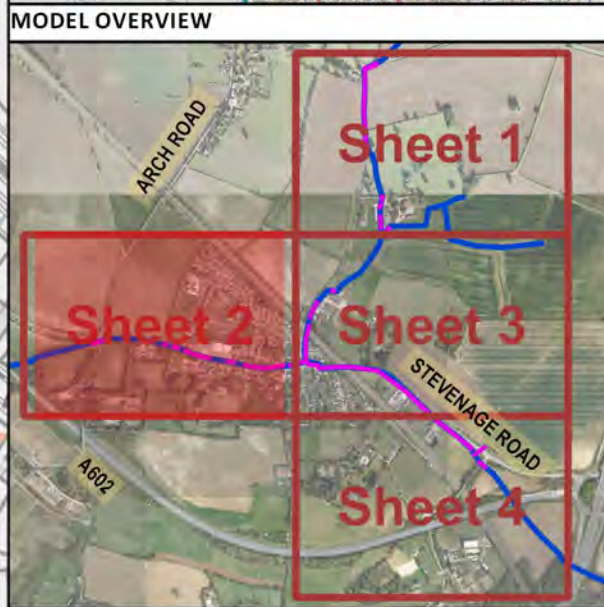 MODEL OVERVIEW
ARCH ROAD
Sheet 1
Sheet 2
Sheet 3
STEVENAGE ROAD
A602
Sheet 4